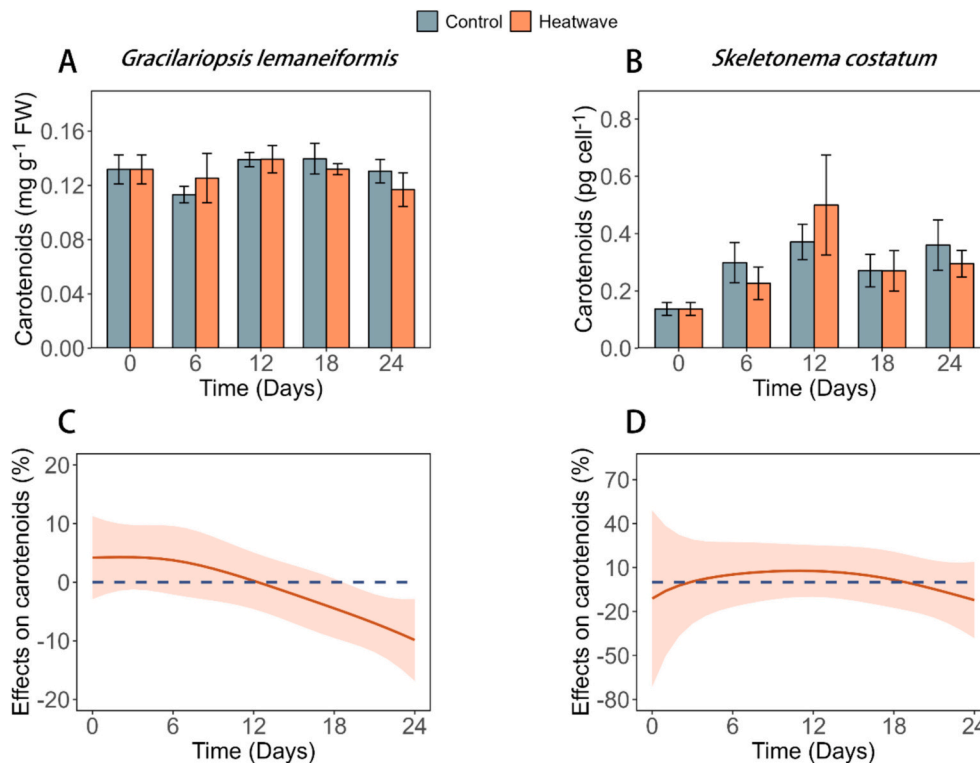 Control Heatwave
A Gracilariopsis lemaneiformis
B Skeletonema costatum
Carotenoids (mg g⁻¹ FW)
0.16
0.12
0.08
0.04
0.00
0 6 12 18 24
Time (Days)
Carotenoids (pg cell⁻¹)
0.8
0.6
0.4
0.2
0.0
0 6 12 18 24
Time (Days)
C
Effects on carotenoids (%)
20
10
0
-10
-20
0 6 12 18 24
Time (Days)
D
Effects on carotenoids (%)
70
40
10
-20
-50
-80
0 6 12 18 24
Time (Days)